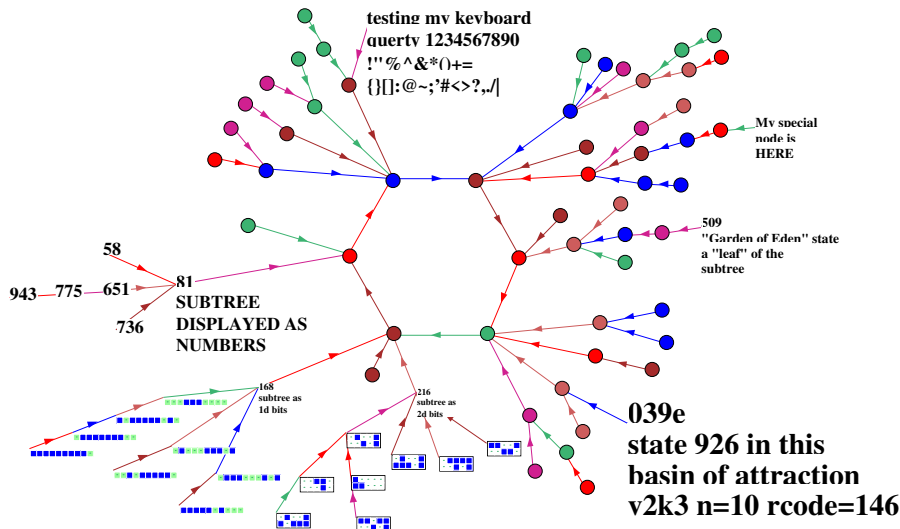 testing my keyboard
querty 1234567890
!"%^&*()+=
{}[]:@~;'#<>?,./|
My special
node is
HERE
509
"Garden of Eden" state
a "leaf" of the
subtree
58
943
775
651
736
81
SUBTREE
DISPLAYED AS
NUMBERS
168
subtree as
1d bits
216
subtree as
2d bits
039e
state 926 in this
basin of attraction
v2k3 n=10 rcode=146